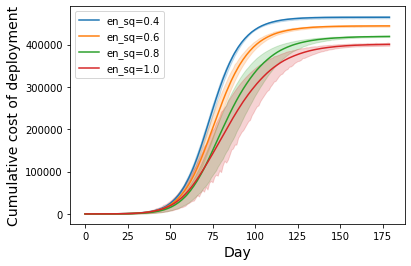 Cumulative cost of deployment
400000
300000
200000
100000
0
en_sq=0.4
en_sq=0.6
en_sq=0.8
en_sq=1.0
0 25 50 75 100 125 150 175
Day